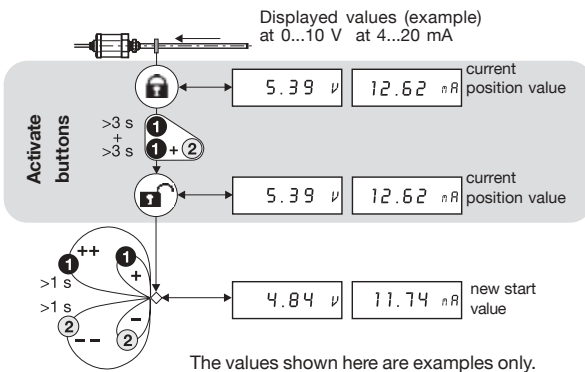 Displayed values (example)
at 0...10 V at 4...20 mA
Activate
buttons
5.39 V
12.62 mA
current
position value
>3 s
+
>3 s
1
1 + 2
5.39 V
12.62 mA
current
position value
1 ++
1 +
>1 s
>1 s
2 --
2 -
4.84 V
11.74 mA
new start
value
The values shown here are examples only.